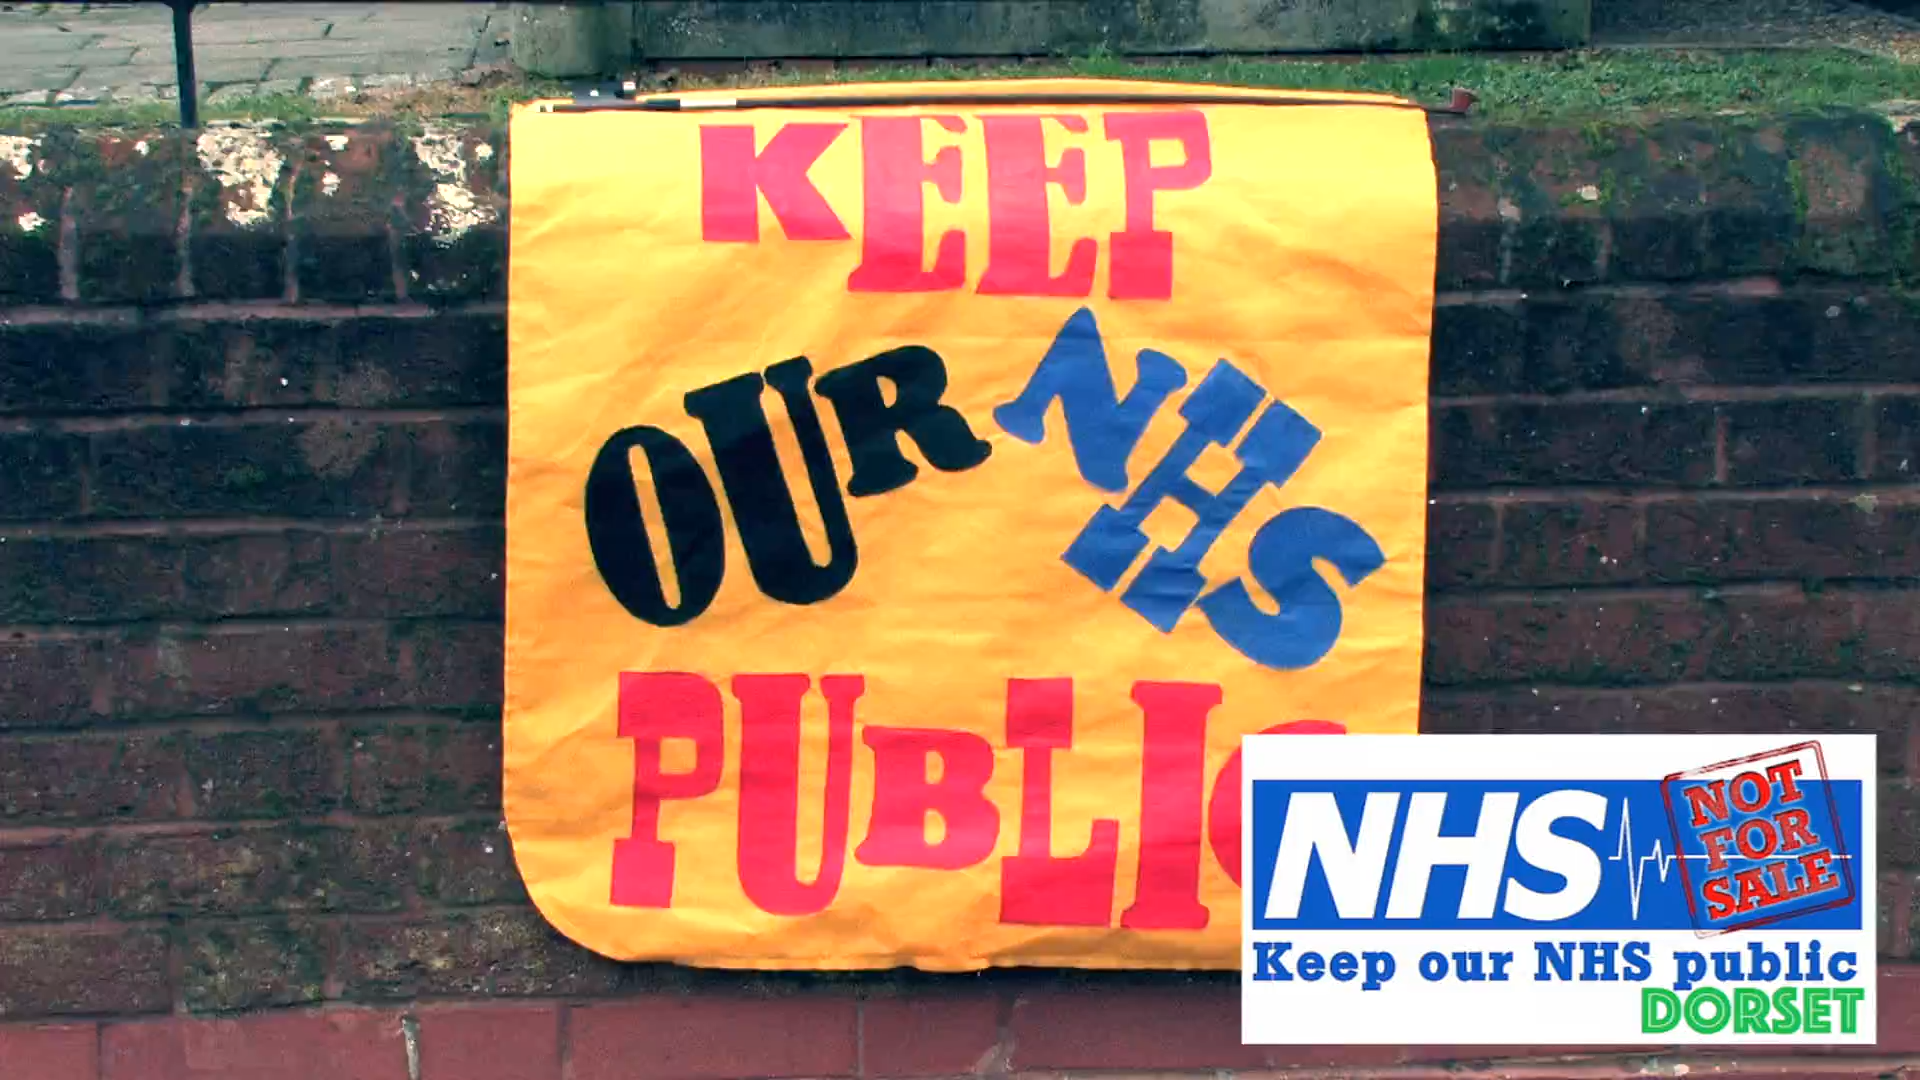 KEEP
OUR NHS
PUBLIC
NHS
NOT
FOR
SALE
Keep our NHS public
DORSET